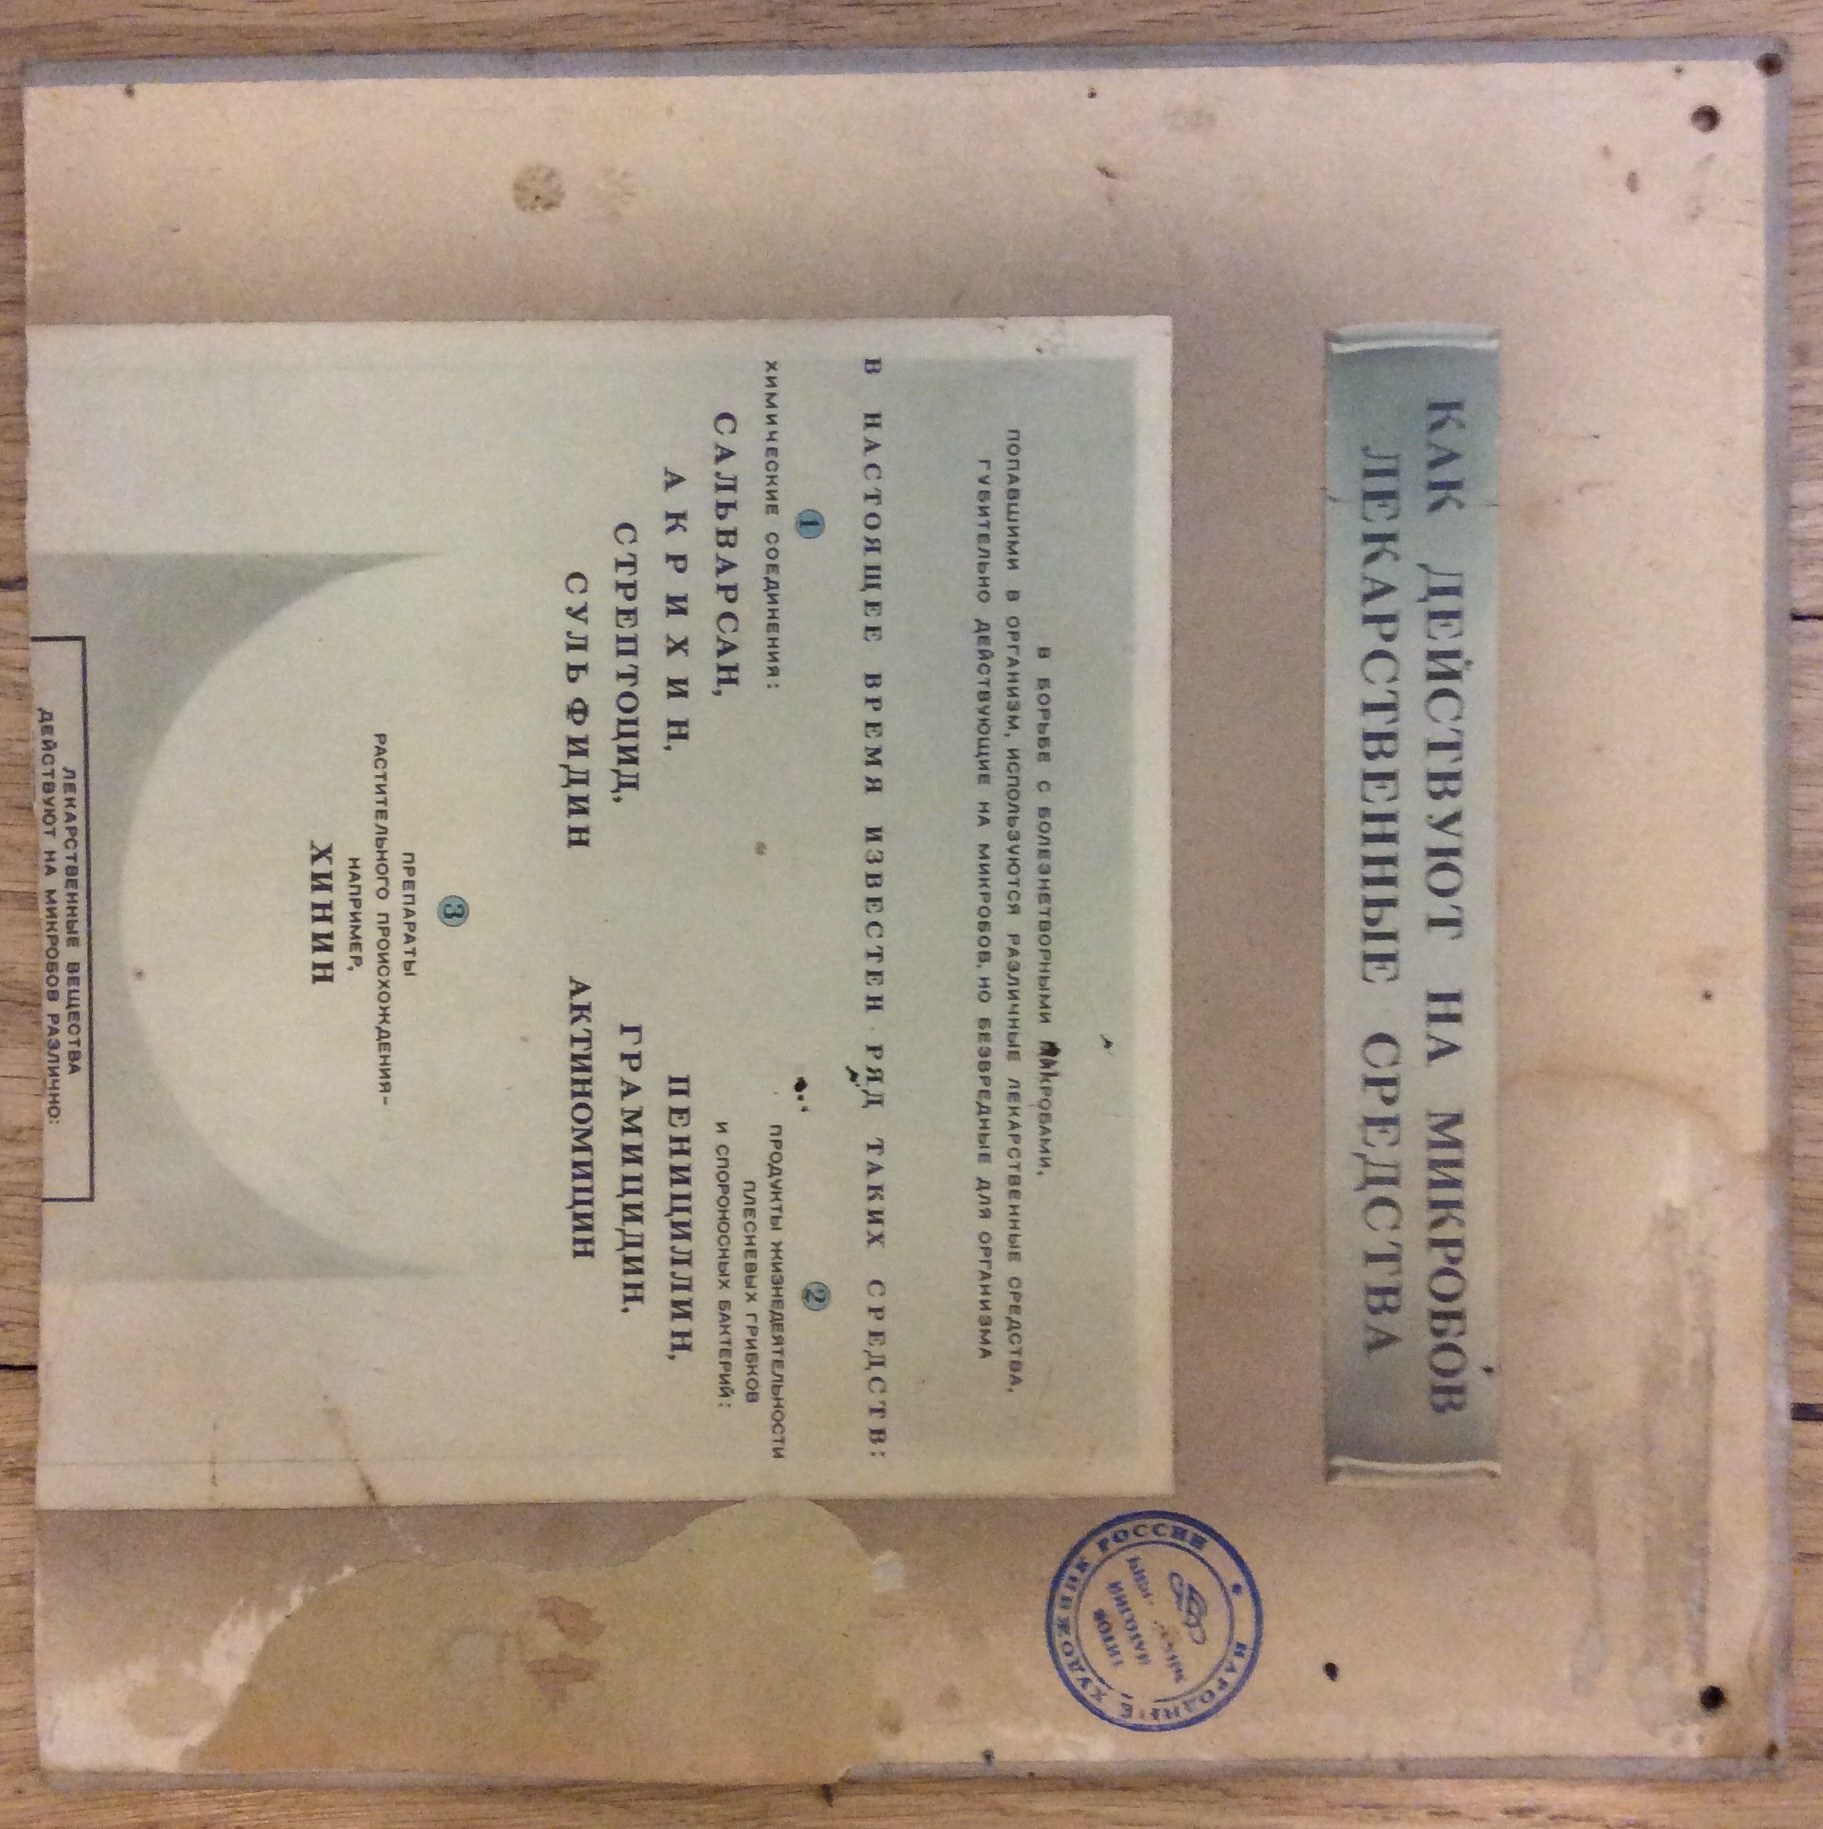 КАК ДЕЙСТВУЮТ НА МИКРОБОВ
ЛЕКАРСТВЕННЫЕ СРЕДСТВА
В БОРЬБЕ С БОЛЕЗНЕТВОРНЫМИ МИКРОБАМИ,
ПОПАВШИМИ В ОРГАНИЗМ, ИСПОЛЬЗУЮТСЯ РАЗЛИЧНЫЕ ЛЕКАРСТВЕННЫЕ СРЕДСТВА,
ГУБИТЕЛЬНО ДЕЙСТВУЮЩИЕ НА МИКРОБОВ, НО БЕЗВРЕДНЫЕ ДЛЯ ОРГАНИЗМА
В НАСТОЯЩЕЕ ВРЕМЯ ИЗВЕСТЕН РЯД ТАКИХ СРЕДСТВ:
1
ХИМИЧЕСКИЕ СОЕДИНЕНИЯ:
САЛЬВАРСАН,
АКРИХИН,
СТРЕПТОЦИД,
СУЛЬФИДИН
2
ПРОДУКТЫ ЖИЗНЕДЕЯТЕЛЬНОСТИ
ПЛЕСНЕВЫХ ГРИБКОВ
И СПОРОНОСНЫХ БАКТЕРИЙ:
ПЕНИЦИЛЛИН,
ГРАМИЦИДИН,
АКТИНОМИЦИН
3
ПРЕПАРАТЫ
РАСТИТЕЛЬНОГО ПРОИСХОЖДЕНИЯ-
НАПРИМЕР,
ХИНИН
ЛЕКАРСТВЕННЫЕ ВЕЩЕСТВА
ДЕЙСТВУЮТ НА МИКРОБОВ РАЗЛИЧНО:
ХУДОЖНИК РОССИИ